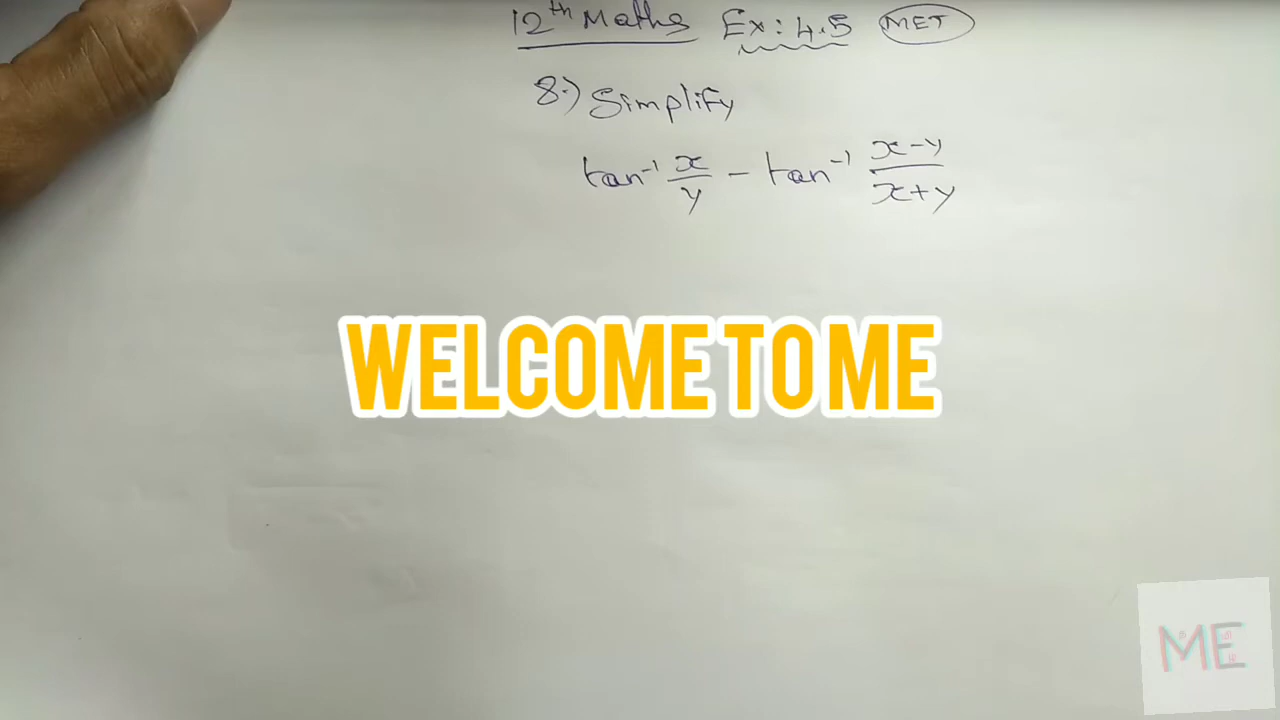 12th Maths Ex: 4.5 MET
8.) Simplify
tan⁻¹ x/y - tan⁻¹ x-y/x+y
WELCOME TO ME
ME